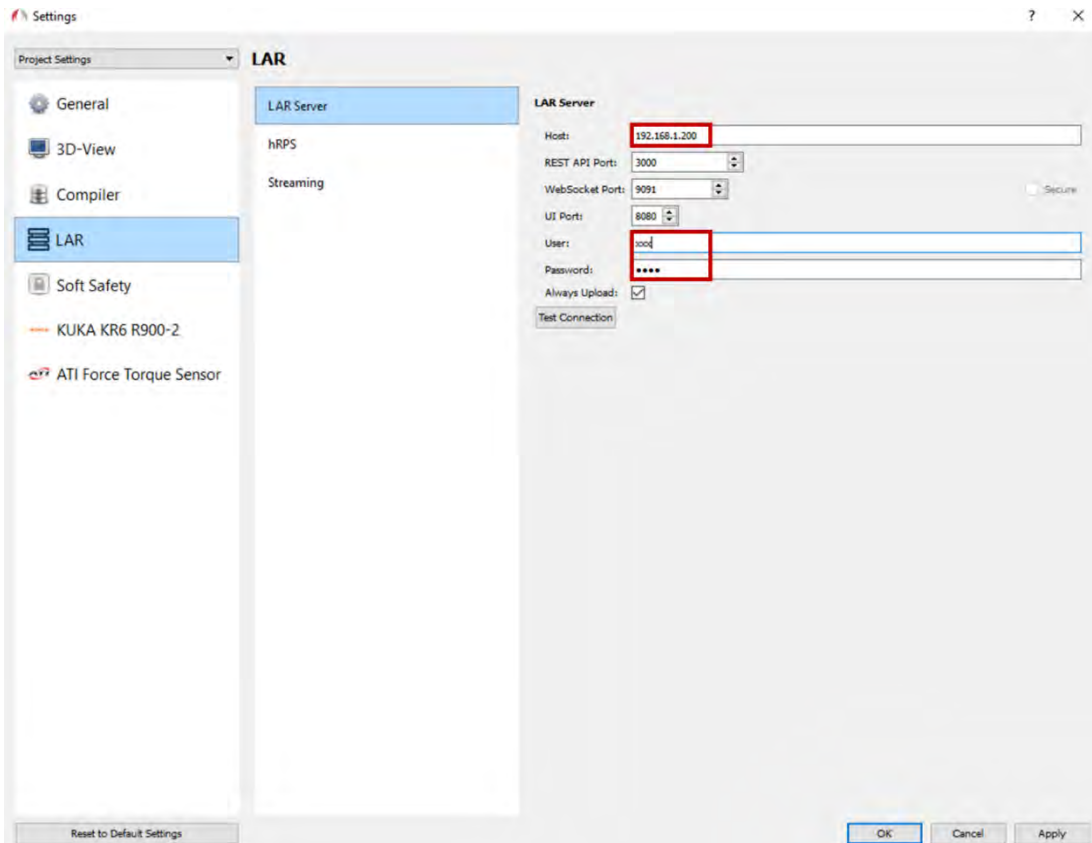 Settings
?
Project Settings
LAR
General
3D-View
Compiler
LAR
Soft Safety
KUKA KR6 R900-2
ATI Force Torque Sensor
LAR Server
hRPS
Streaming
LAR Server
Host: 192.168.1.200
REST API Port: 3000
WebSocket Port: 9091 Secure
UI Port: 8080
User: xxxx
Password: ••••
Always Upload:
Test Connection
Reset to Default Settings
OK Cancel Apply